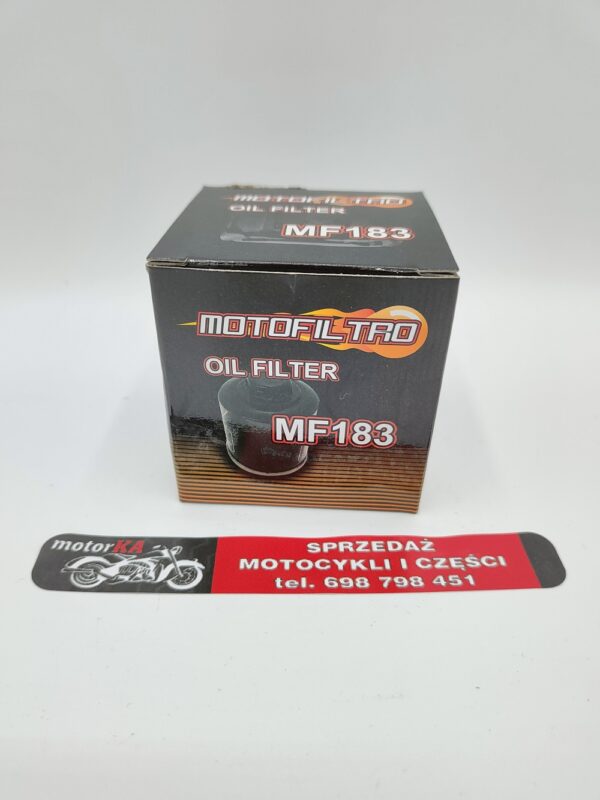 MOTOFILTRO
OIL FILTER
MF183
MOTOFILTRO
OIL FILTER
MF183
motorKA
SPRZEDAŻ
MOTOCYKLI I CZĘŚCI
tel. 698 798 451